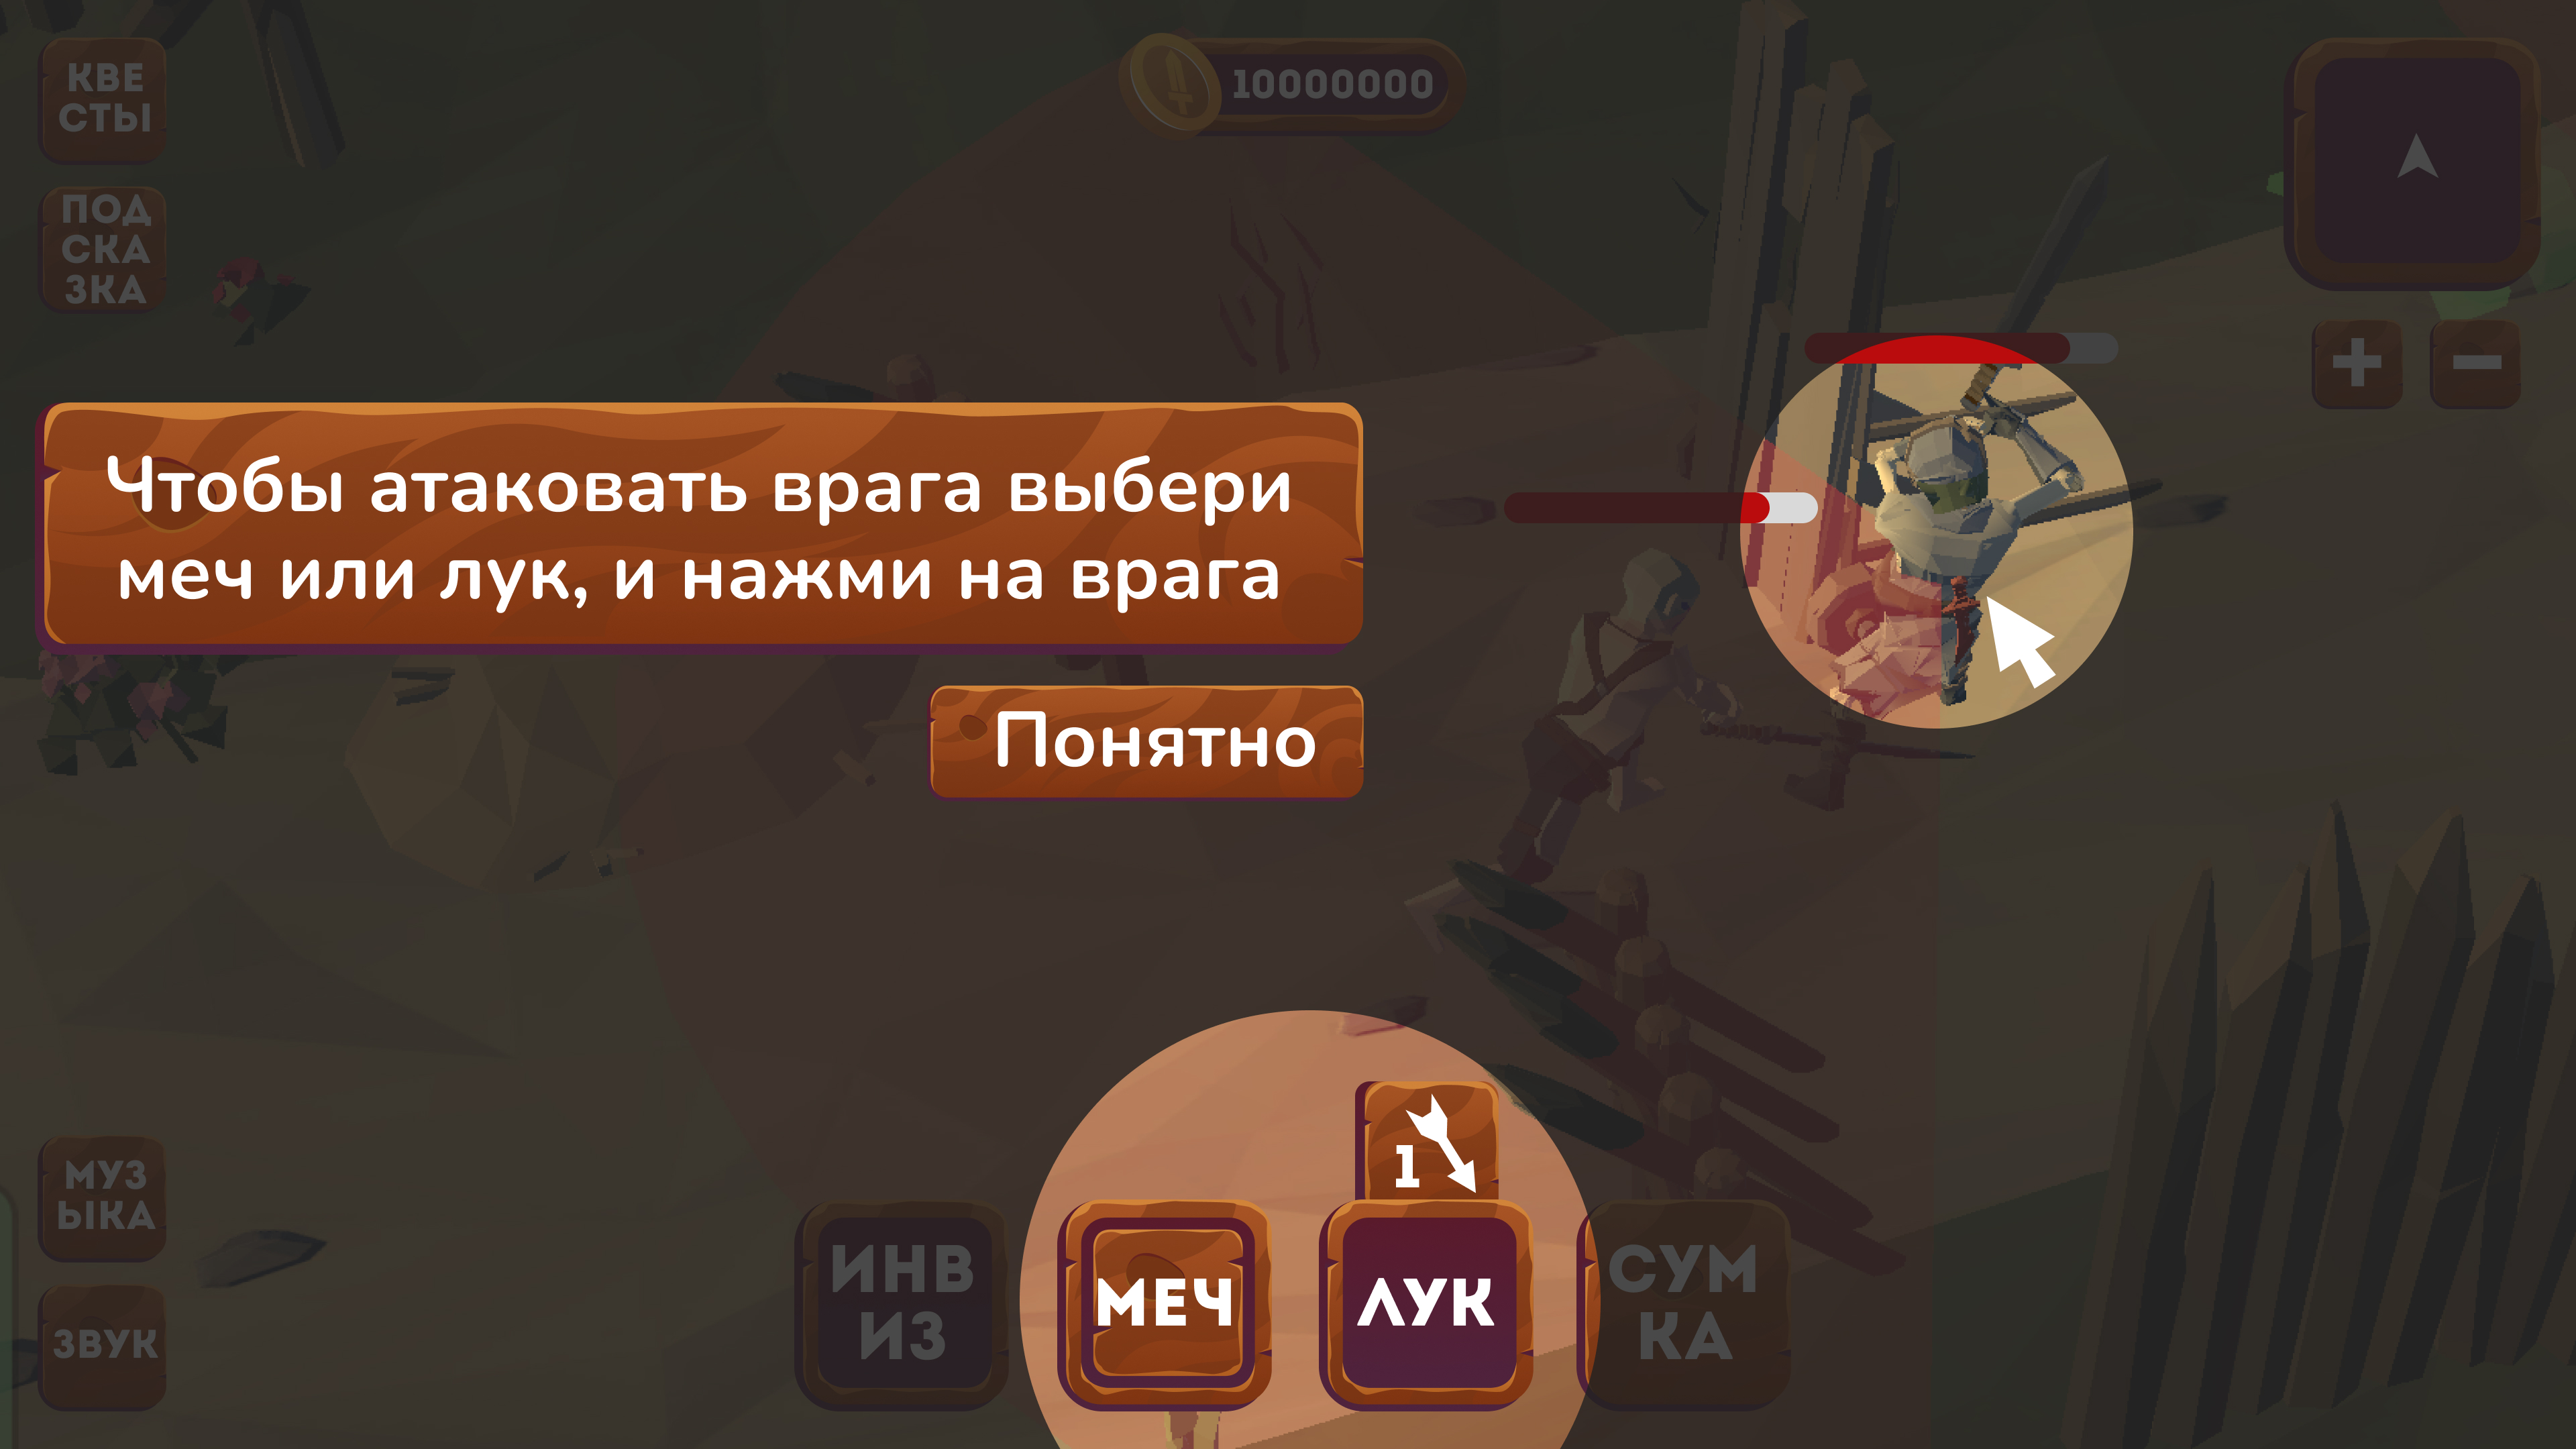 КВЕ
СТЫ
10000000
ПОД
СКА
ЗКА
Чтобы атаковать врага выбери
меч или лук, и нажми на врага
Понятно
МУЗ
ЫКА
ЗВУК
ИНВ
ИЗ
МЕЧ
1
ЛУК
СУМ
КА